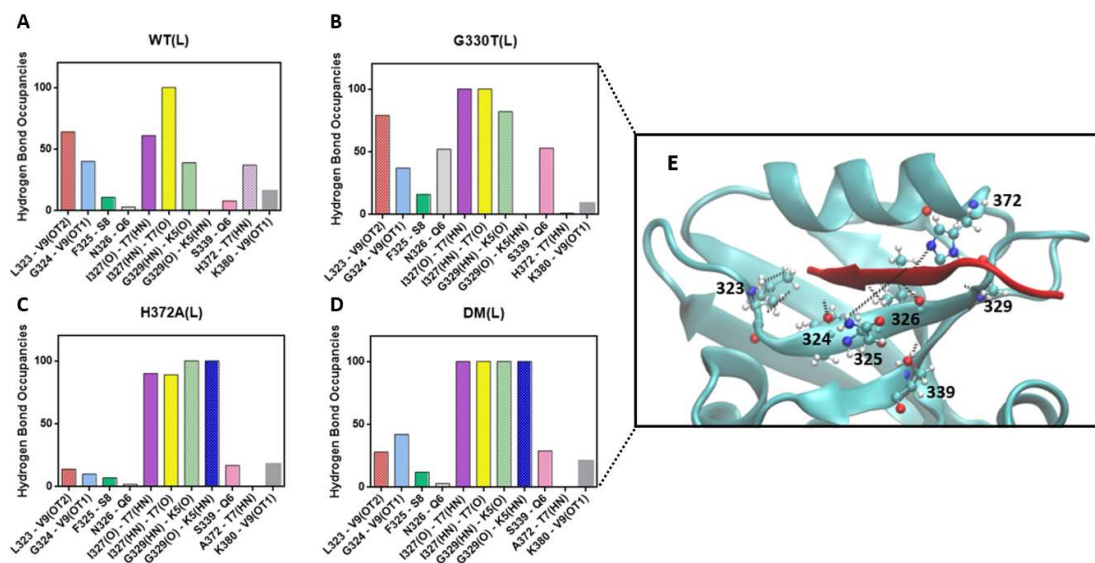 A
WT(L)
Hydrogen Bond Occupancies
100
50
0
L323 - V9(OT2)
G324 - V9(OT1)
F325 - S8
N326 - Q6
I327(O) - T7(HN)
I327(HN) - T7(O)
G329(HN) - K5(O)
G329(O) - K5(HN)
S339 - Q6
H372 - T7(HN)
K380 - V9(OT1)
B
G330T(L)
Hydrogen Bond Occupancies
100
50
0
L323 - V9(OT2)
G324 - V9(OT1)
F325 - S8
N326 - Q6
I327(O) - T7(HN)
I327(HN) - T7(O)
G329(HN) - K5(O)
G329(O) - K5(HN)
S339 - Q6
H372 - T7(HN)
K380 - V9(OT1)
C
H372A(L)
Hydrogen Bond Occupancies
100
50
0
L323 - V9(OT2)
G324 - V9(OT1)
F325 - S8
N326 - Q6
I327(O) - T7(HN)
I327(HN) - T7(O)
G329(HN) - K5(O)
G329(O) - K5(HN)
S339 - Q6
A372 - T7(HN)
K380 - V9(OT1)
D
DM(L)
Hydrogen Bond Occupancies
100
50
0
L323 - V9(OT2)
G324 - V9(OT1)
F325 - S8
N326 - Q6
I327(O) - T7(HN)
I327(HN) - T7(O)
G329(HN) - K5(O)
G329(O) - K5(HN)
S339 - Q6
A372 - T7(HN)
K380 - V9(OT1)
E
372
323
329
326
324
325
339